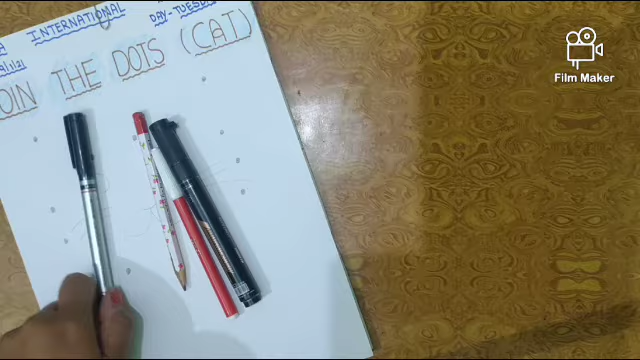 INTERNATIONAL
DAY-TUESD
JOIN THE DOTS (CAT)
Film Maker